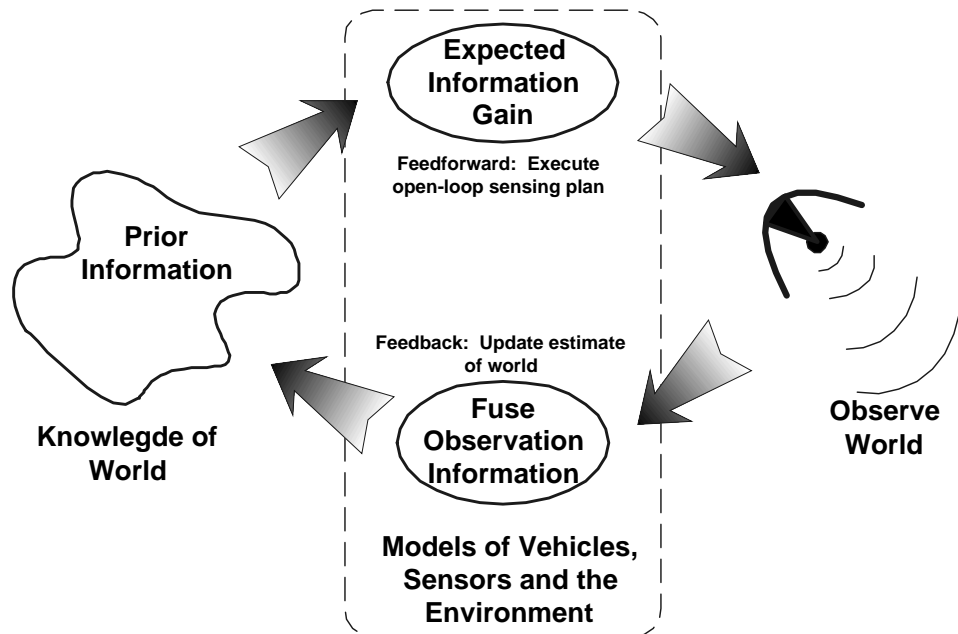 Expected
Information
Gain
Feedforward: Execute
open-loop sensing plan
Prior
Information
Knowlegde of
World
Observe
World
Feedback: Update estimate
of world
Fuse
Observation
Information
Models of Vehicles,
Sensors and the
Environment